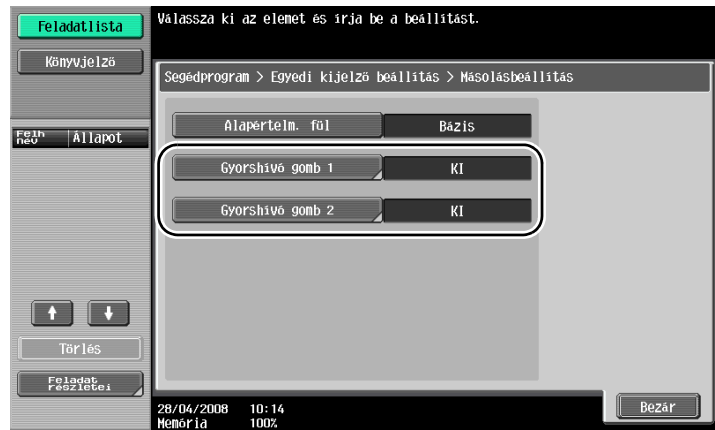 Feladatlista
Könyvjelző
Felh név
Állapot
Törlés
Feladat részletei
Válassza ki az elemet és írja be a beállítást.
Segédprogram > Egyedi kijelző beállítás > Másolásbeállítás
Alapértelm. fül
Bázis
Gyorshívó gomb 1
KI
Gyorshívó gomb 2
KI
28/04/2008 10:14
Memória 100%
Bezár